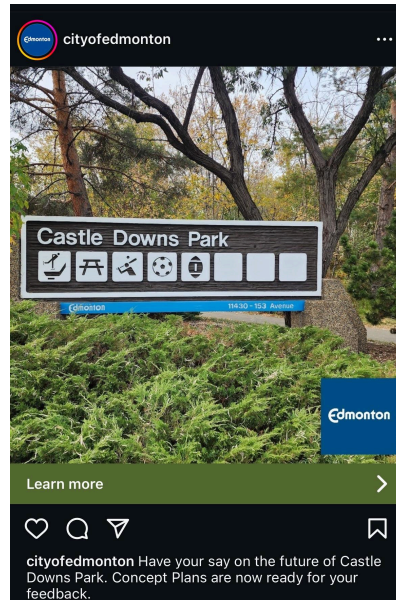 Edmonton
cityofedmonton
Castle Downs Park
Edmonton
11430 - 153 Avenue
Edmonton
Learn more
cityofedmonton Have your say on the future of Castle
Downs Park. Concept Plans are now ready for your
feedback.